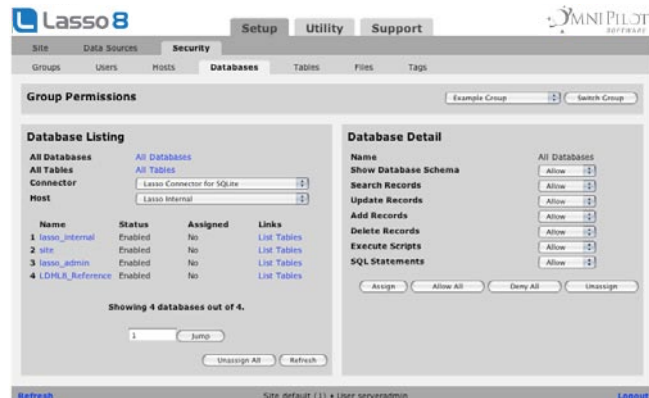 Lasso 8
Setup Utility Support
OMNIPILOT
SOFTWARE
Site Data Sources Security
Groups Users Hosts Databases Tables Files Tags
Group Permissions
Example Group Switch Group
Database Listing
All Databases All Databases
All Tables All Tables
Connector Lasso Connector for SQLite
Host Lasso Internal
Name Status Assigned Links
1 lasso_internal Enabled No List Tables
2 site Enabled No List Tables
3 lasso_admin Enabled No List Tables
4 LDML8_Reference Enabled No List Tables
Showing 4 databases out of 4.
1 Jump
Unassign All Refresh
Database Detail
Name All Databases
Show Database Schema Allow
Search Records Allow
Update Records Allow
Add Records Allow
Delete Records Allow
Execute Scripts Allow
SQL Statements Allow
Assign Allow All Deny All Unassign
Refresh Site default (1) • User serveradmin Logout